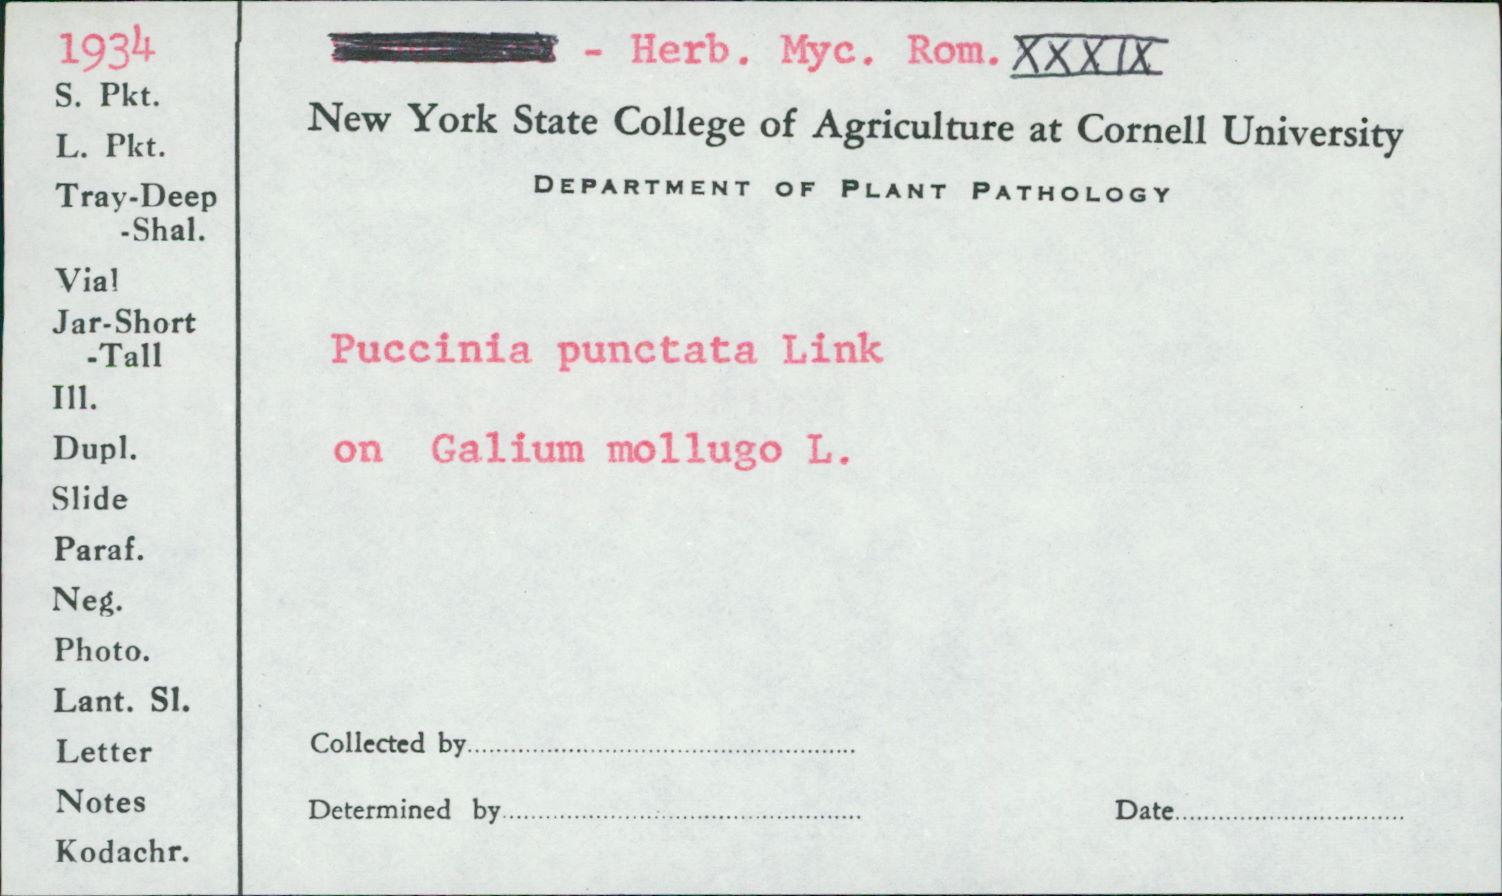 1934
S. Pkt.
L. Pkt.
Tray-Deep
-Shal.
Vial
Jar-Short
-Tall
Ill.
Dupl.
Slide
Paraf.
Neg.
Photo.
Lant. Sl.
Letter
Notes
Kodachr.
- Herb. Myc. Rom. XXXIX
New York State College of Agriculture at Cornell University
DEPARTMENT OF PLANT PATHOLOGY
Puccinia punctata Link
on Galium mollugo L.
Collected by
Determined by
Date